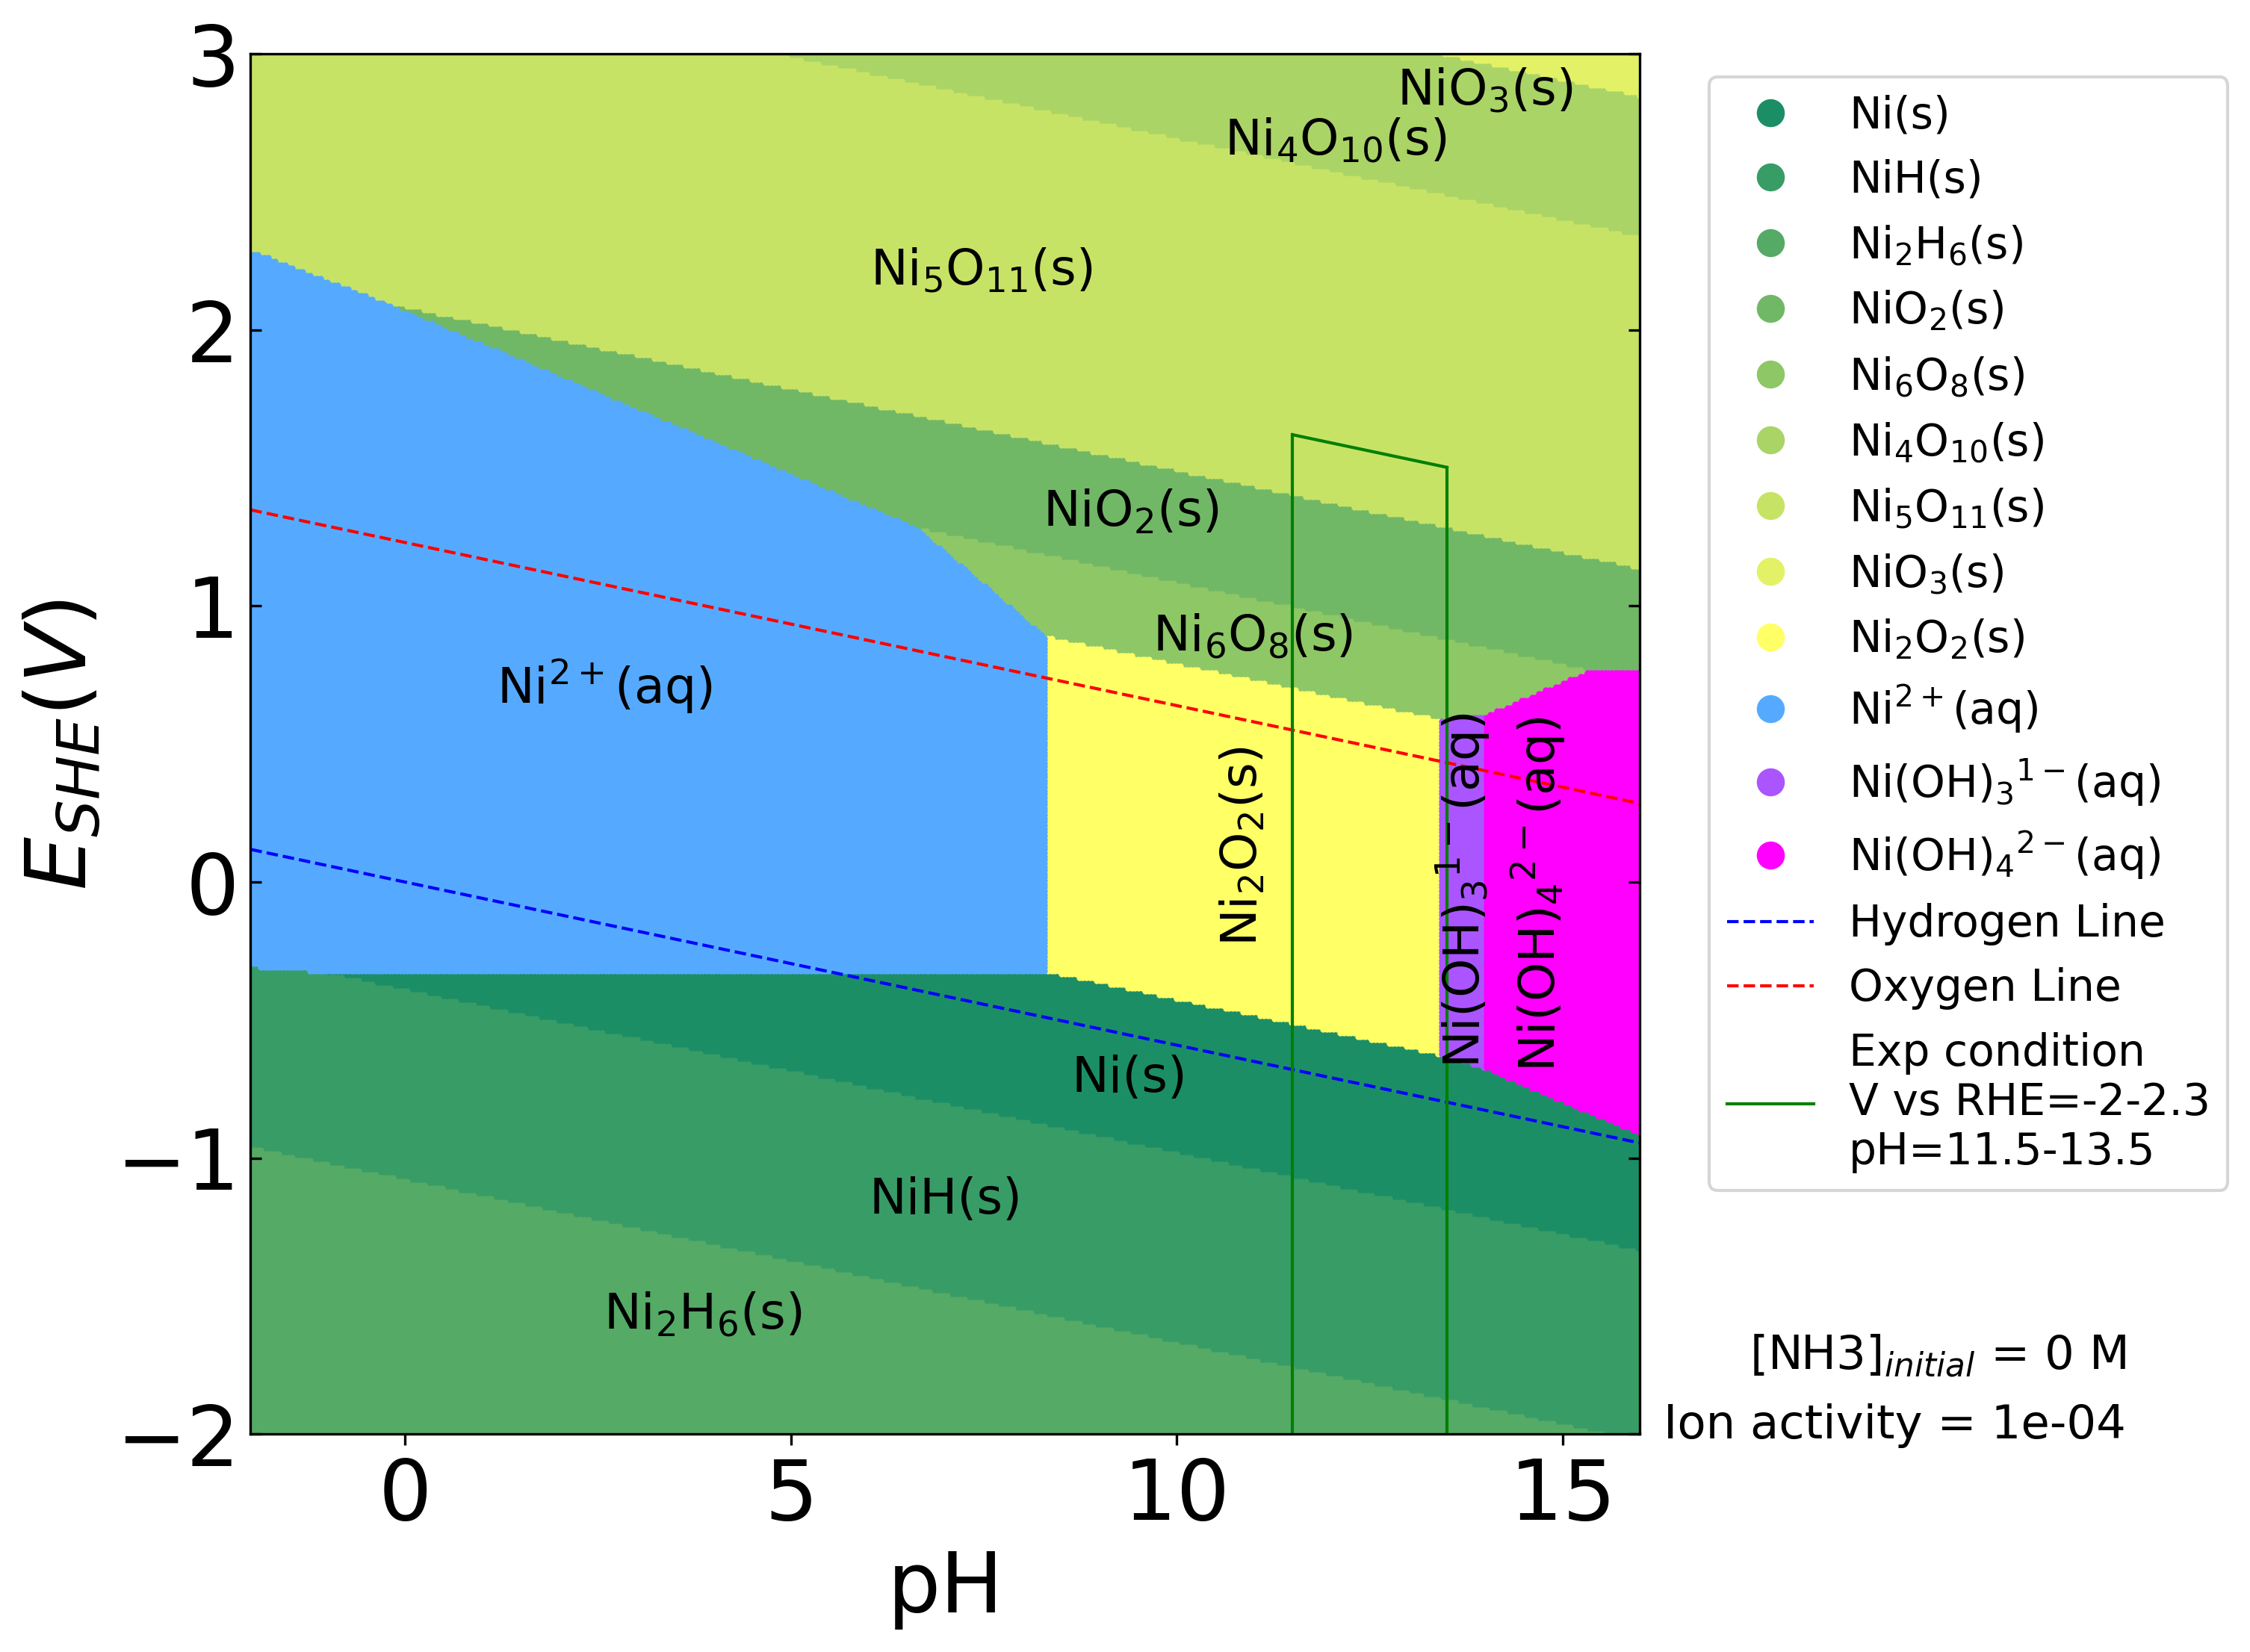 3
2
1
0
−1
−2
E_SHE(V)
0 5 10 15
pH
NiO₃(s)
Ni₄O₁₀(s)
Ni₅O₁₁(s)
NiO₂(s)
Ni₆O₈(s)
Ni²⁺(aq)
Ni₂O₂(s)
Ni(OH)₃¹⁻(aq)
Ni(OH)₄²⁻(aq)
Ni(s)
NiH(s)
Ni₂H₆(s)
Ni(s)
NiH(s)
Ni₂H₆(s)
NiO₂(s)
Ni₆O₈(s)
Ni₄O₁₀(s)
Ni₅O₁₁(s)
NiO₃(s)
Ni₂O₂(s)
Ni²⁺(aq)
Ni(OH)₃¹⁻(aq)
Ni(OH)₄²⁻(aq)
Hydrogen Line
Oxygen Line
Exp condition
V vs RHE=-2-2.3
pH=11.5-13.5
[NH3]_initial = 0 M
Ion activity = 1e-04